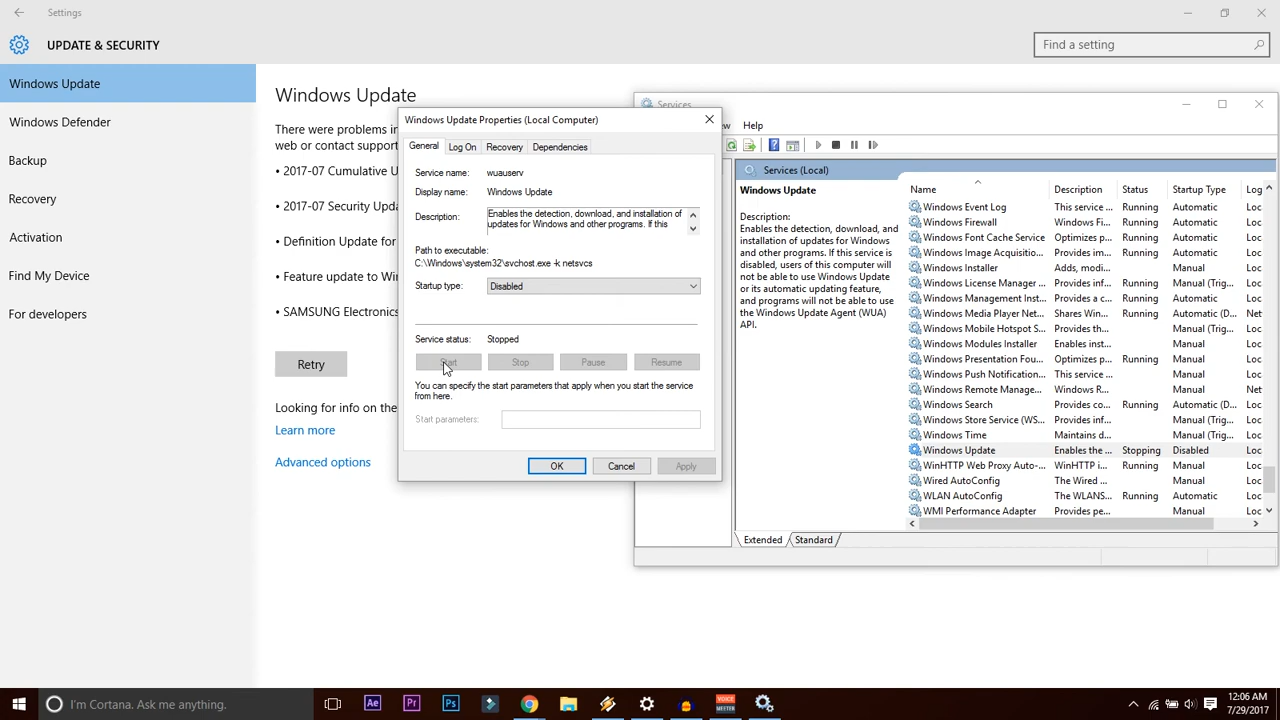 Settings
UPDATE & SECURITY
Find a setting
Windows Update
Windows Defender
Backup
Recovery
Activation
Find My Device
For developers
Windows Update
There were problems in
web or contact support
• 2017-07 Cumulative U
• 2017-07 Security Upda
• Definition Update for
• Feature update to Wi
• SAMSUNG Electronics
Retry
Looking for info on the
Learn more
Advanced options
Windows Update Properties (Local Computer)
General
Log On
Recovery
Dependencies
Service name:
wuauserv
Display name:
Windows Update
Description:
Enables the detection, download, and installation of
updates for Windows and other programs. If this
Path to executable:
C:\Windows\system32\svchost.exe -k netsvcs
Startup type:
Disabled
Service status:
Stopped
Start
Stop
Pause
Resume
You can specify the start parameters that apply when you start the service
from here.
Start parameters:
OK
Cancel
Apply
Services
Help
Services (Local)
Windows Update
Description:
Enables the detection, download, and
installation of updates for Windows
and other programs. If this service is
disabled, users of this computer will
not be able to use Windows Update
or its automatic updating feature,
and programs will not be able to use
the Windows Update Agent (WUA)
API.
Name Description Status Startup Type Log
Windows Event Log This service ... Running Automatic Loc
Windows Firewall Windows Fi... Running Automatic Loc
Windows Font Cache Service Optimizes p... Running Automatic Loc
Windows Image Acquisitio... Provides im... Running Automatic Loc
Windows Installer Adds, modi... Manual Loc
Windows License Manager ... Provides inf... Running Manual (Trig... Loc
Windows Management Inst... Provides a c... Running Automatic Loc
Windows Media Player Net... Shares Win... Running Automatic (D... Loc
Windows Mobile Hotspot S... Provides th... Manual (Trig... Loc
Windows Modules Installer Enables inst... Manual Loc
Windows Presentation Fou... Optimizes p... Running Manual Loc
Windows Push Notification... This service ... Running Automatic Loc
Windows Remote Manage... Windows R... Manual Net
Windows Search Provides co... Running Automatic (D... Loc
Windows Store Service (WS... Provides inf... Manual (Trig... Loc
Windows Time Maintains d... Manual (Trig... Loc
Windows Update Enables the ... Stopping Disabled Loc
WinHTTP Web Proxy Auto-... WinHTTP i... Running Manual Loc
Wired AutoConfig The Wired ... Manual Loc
WLAN AutoConfig The WLANS... Running Automatic Loc
WMI Performance Adapter Provides pe... Manual Loc
Extended
Standard
I'm Cortana. Ask me anything.
Ae
Pr
Ps
VOICE
MEETER
12:06 AM
7/29/2017